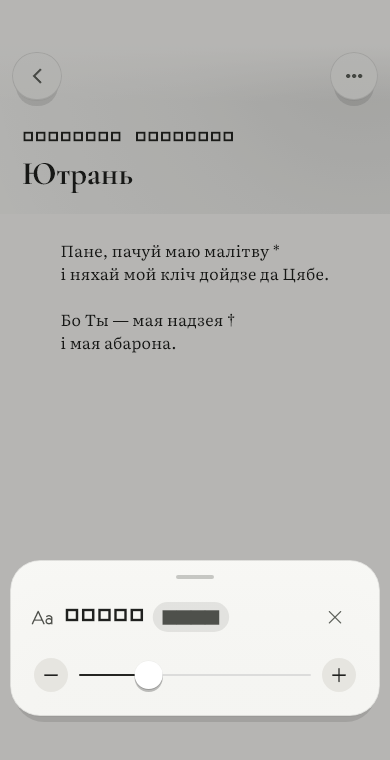 Ютрань
Пане, пачуй маю малітву *
і няхай мой кліч дойдзе да Цябе.
Бо Ты — мая надзея †
і мая абарона.
Aa